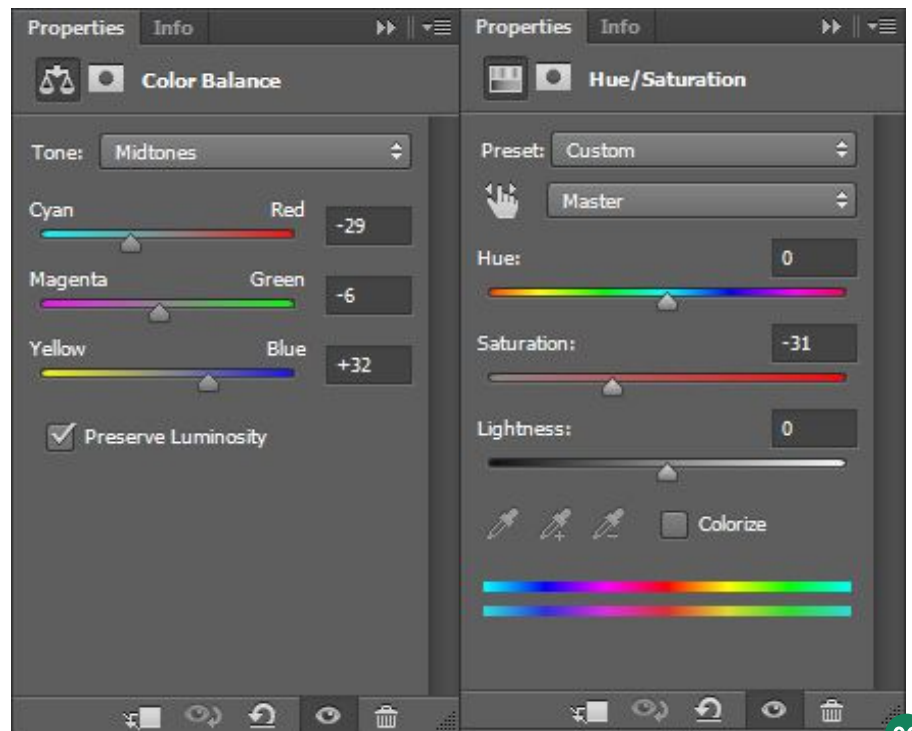 Properties Info
Color Balance
Tone: Midtones
Cyan Red -29
Magenta Green -6
Yellow Blue +32
Preserve Luminosity
Properties Info
Hue/Saturation
Preset: Custom
Master
Hue: 0
Saturation: -31
Lightness: 0
Colorize